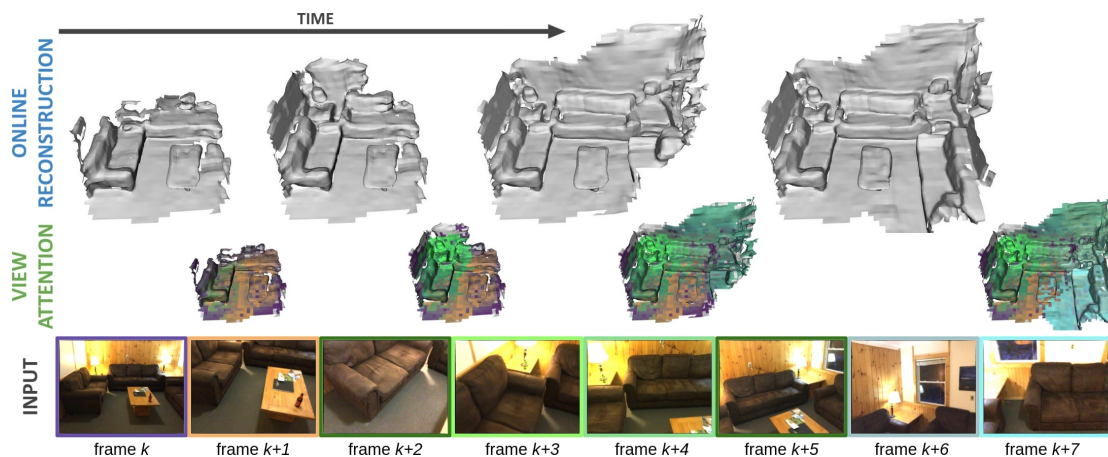 TIME
ONLINE
RECONSTRUCTION
VIEW
ATTENTION
INPUT
frame k
frame k+1
frame k+2
frame k+3
frame k+4
frame k+5
frame k+6
frame k+7